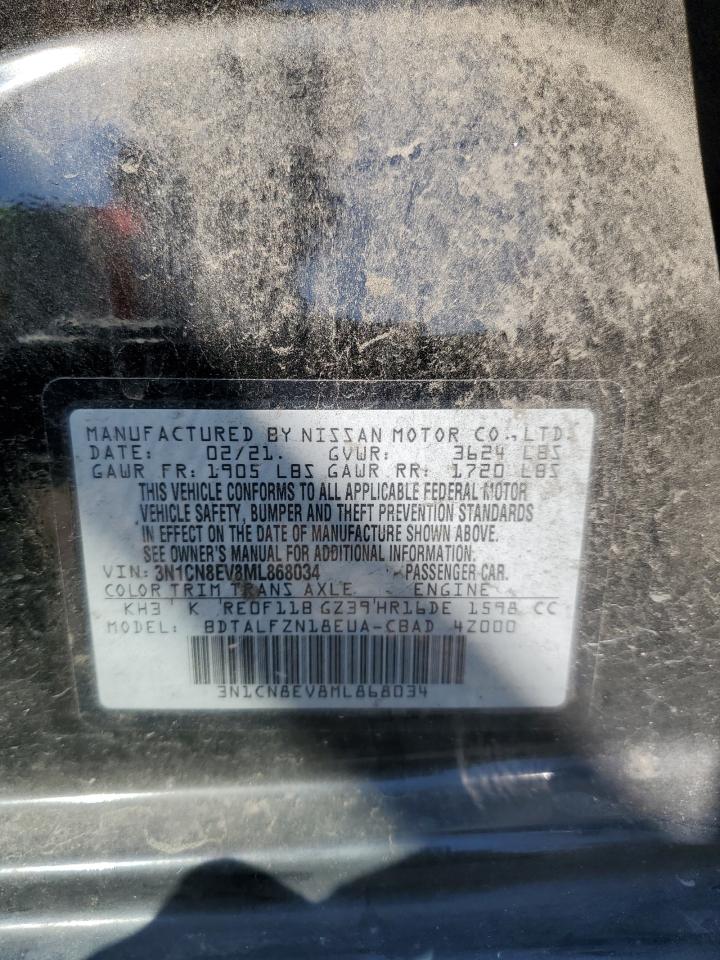 MANUFACTURED BY NISSAN MOTOR CO., LTD.
DATE: 02/21. GVWR: 3624 LBS
GAWR FR: 1905 LBS GAWR RR: 1720 LBS
THIS VEHICLE CONFORMS TO ALL APPLICABLE FEDERAL MOTOR
VEHICLE SAFETY, BUMPER AND THEFT PREVENTION STANDARDS
IN EFFECT ON THE DATE OF MANUFACTURE SHOWN ABOVE.
SEE OWNER'S MANUAL FOR ADDITIONAL INFORMATION.
VIN: 3N1CN8EV8ML868034 PASSENGER CAR.
COLOR TRIM TRANS AXLE ENGINE
KH3 K RE0F11B GZ39 HR16DE 1598 CC
MODEL: BDTALFZN18EUA-CBAD 4Z000
3N1CN8EV8ML868034